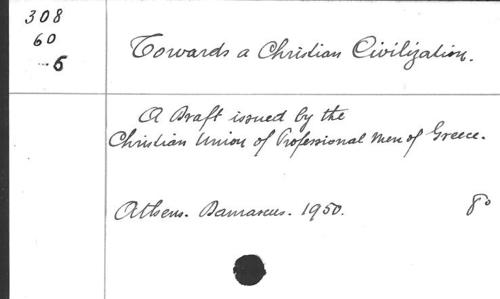 308
60
-6
Towards a Christian Civilization.
A Draft issued by the
Christian Union of Professional Men of Greece.
Athens. Damascus. 1950. 8º